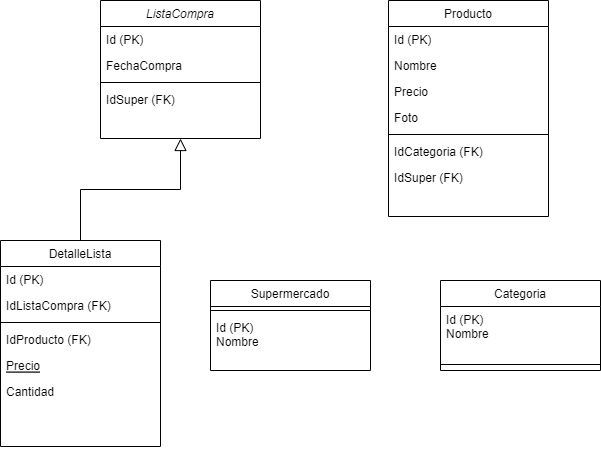 ListaCompra
Id (PK)
FechaCompra
IdSuper (FK)
Producto
Id (PK)
Nombre
Precio
Foto
IdCategoria (FK)
IdSuper (FK)
DetalleLista
Id (PK)
IdListaCompra (FK)
IdProducto (FK)
Precio
Cantidad
Supermercado
Id (PK)
Nombre
Categoria
Id (PK)
Nombre